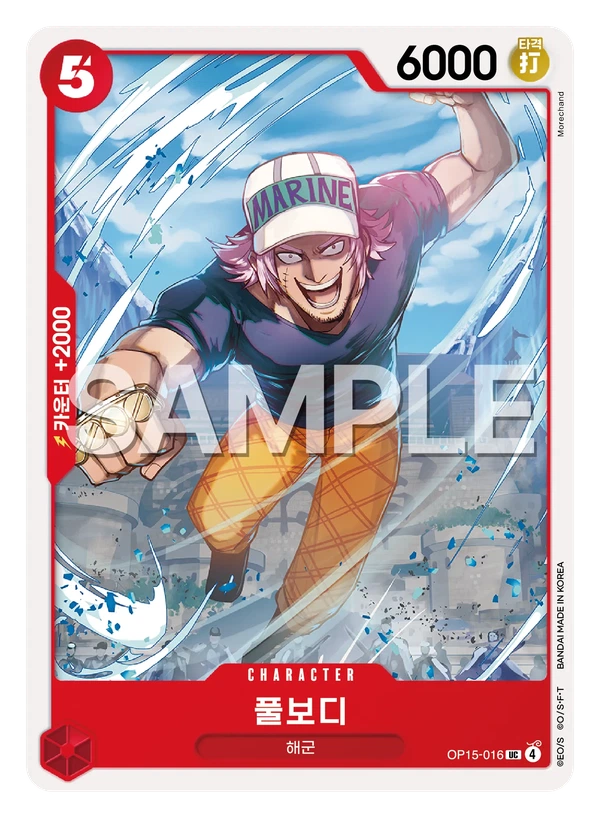 5
6000
타격
打
Morechand
MARINE
카운터 +2000
SAMPLE
CHARACTER
풀보디
해군
OP15-016 UC 4
©EO/S ©O/S·F·T BANDAI MADE IN KOREA